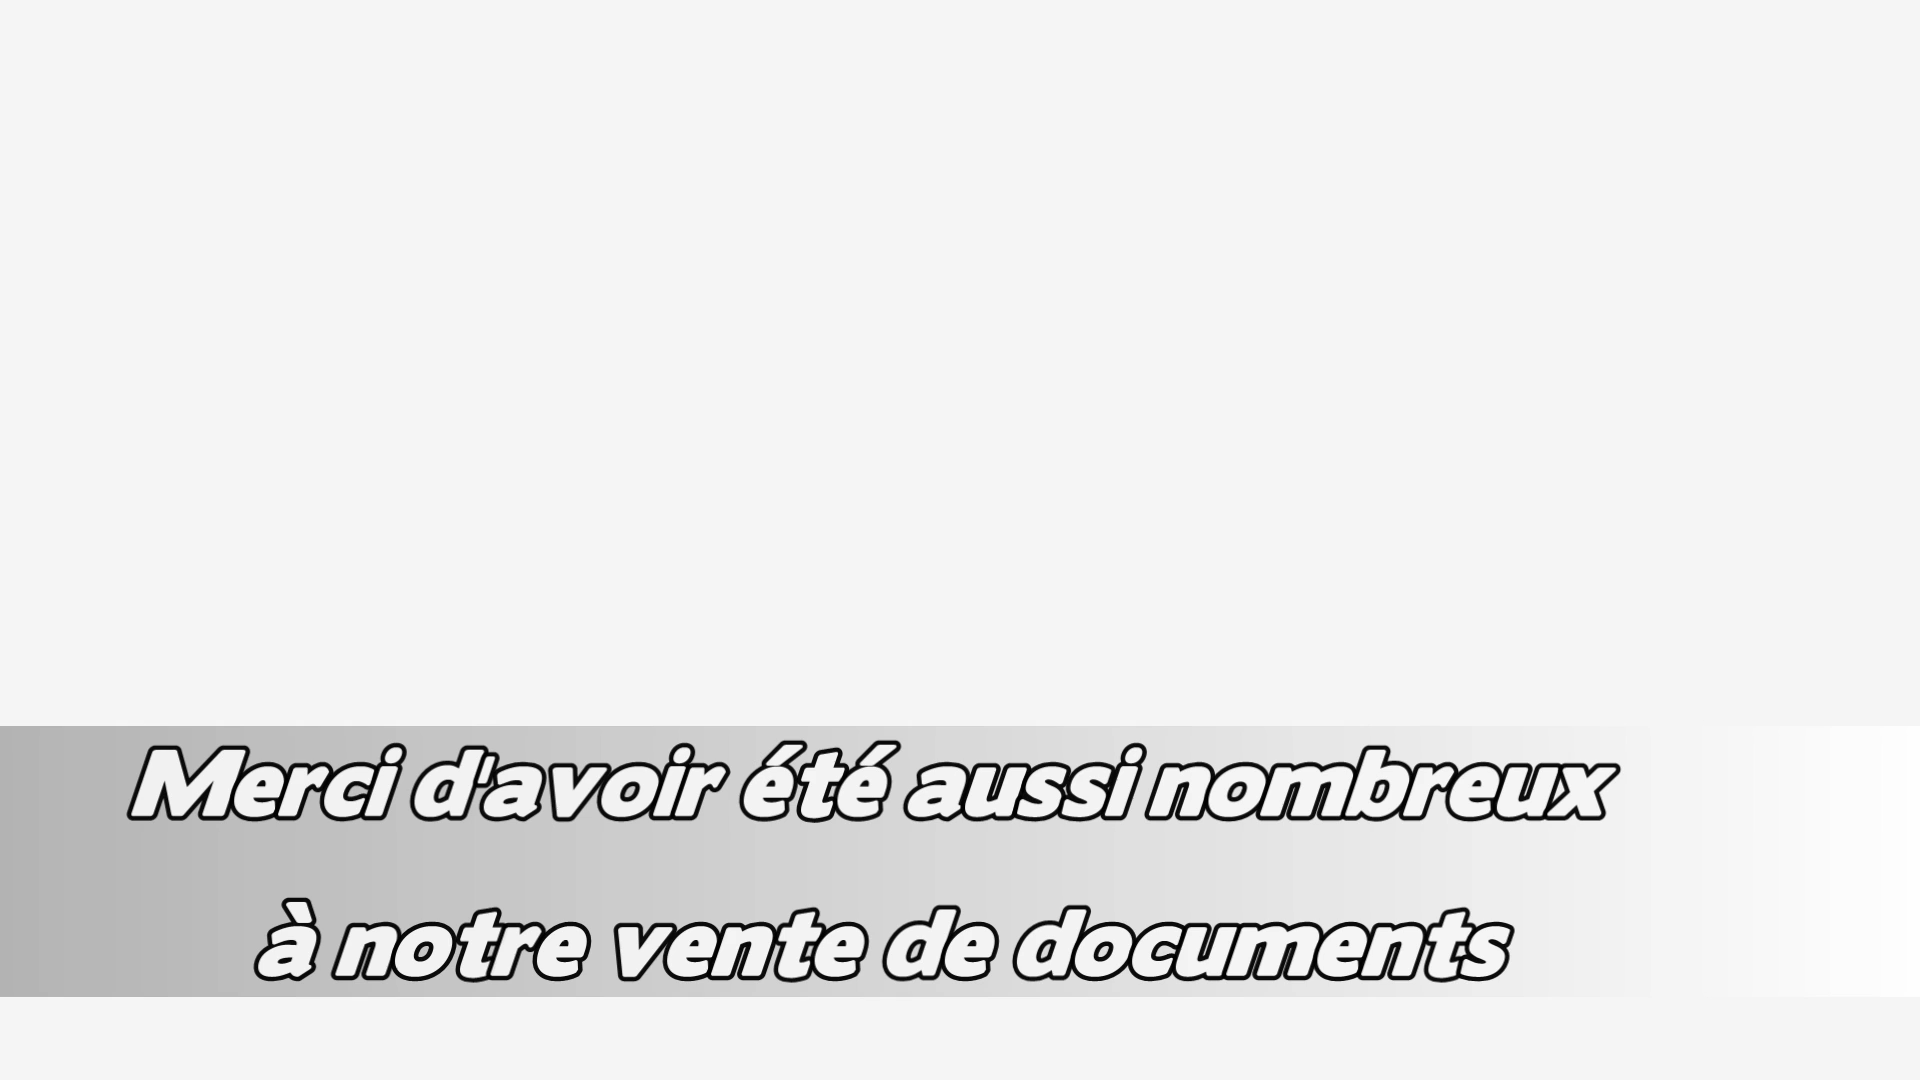 Merci d'avoir été aussi nombreux
à notre vente de documents